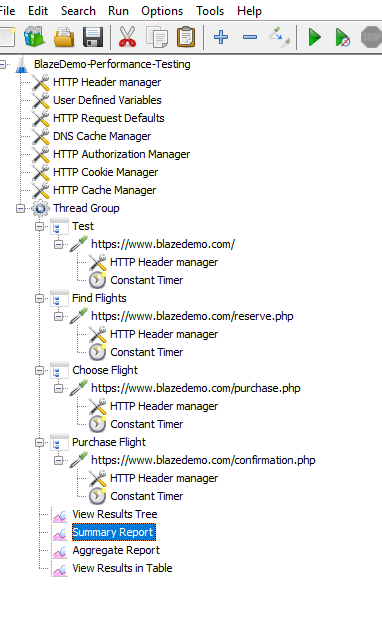 File Edit Search Run Options Tools Help
STOP
BlazeDemo-Performance-Testing
HTTP Header manager
User Defined Variables
HTTP Request Defaults
DNS Cache Manager
HTTP Authorization Manager
HTTP Cookie Manager
HTTP Cache Manager
Thread Group
Test
https://www.blazedemo.com/
HTTP Header manager
Constant Timer
Find Flights
https://www.blazedemo.com/reserve.php
HTTP Header manager
Constant Timer
Choose Flight
https://www.blazedemo.com/purchase.php
HTTP Header manager
Constant Timer
Purchase Flight
https://www.blazedemo.com/confirmation.php
HTTP Header manager
Constant Timer
View Results Tree
Summary Report
Aggregate Report
View Results in Table